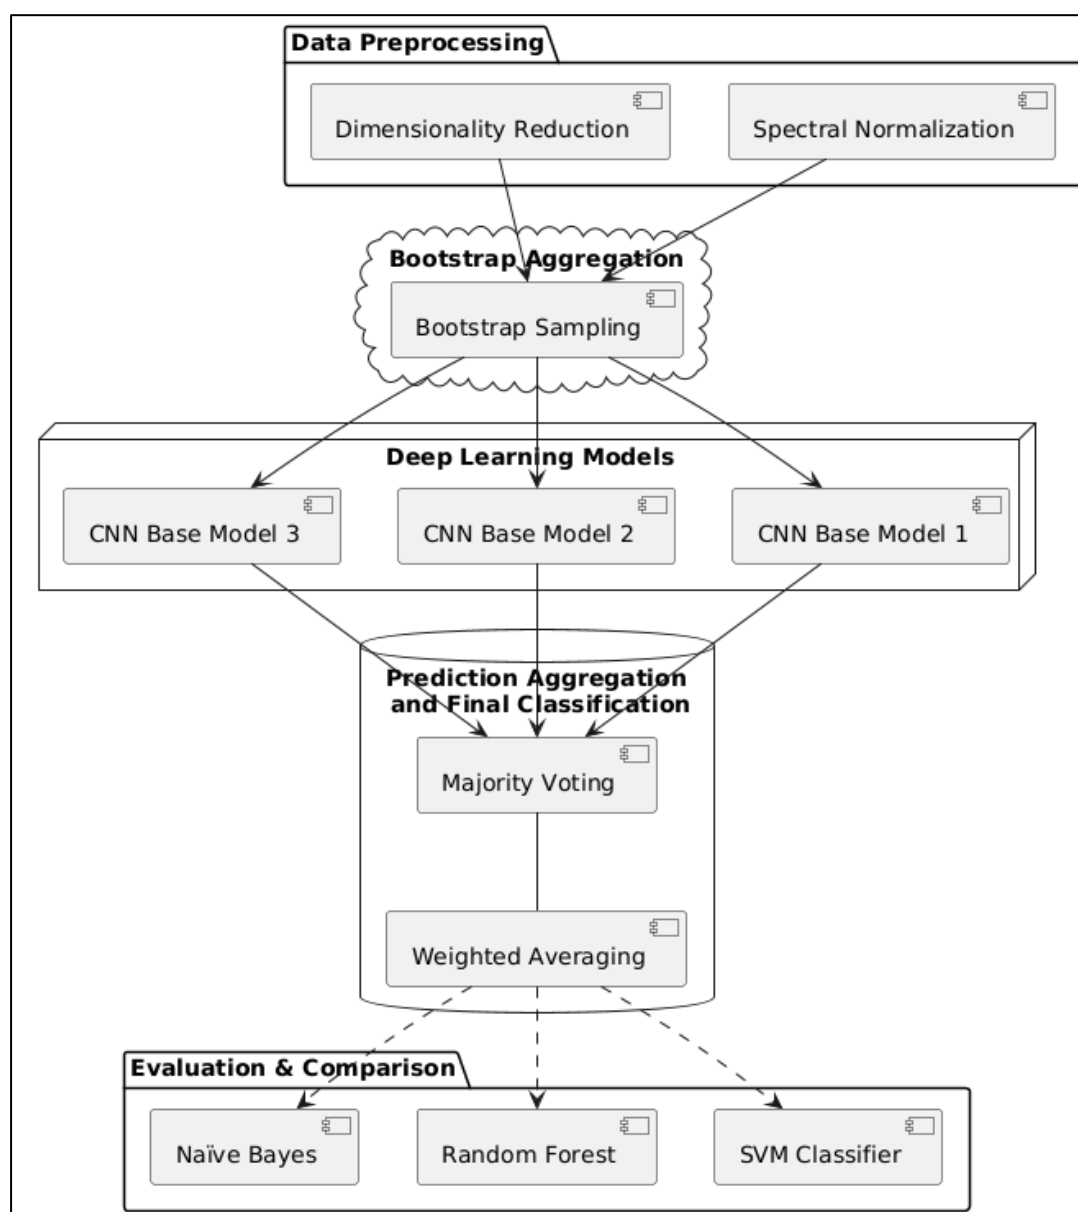 Data Preprocessing
Dimensionality Reduction
Spectral Normalization
Bootstrap Aggregation
Bootstrap Sampling
Deep Learning Models
CNN Base Model 3
CNN Base Model 2
CNN Base Model 1
Prediction Aggregation
and Final Classification
Majority Voting
Weighted Averaging
Evaluation & Comparison
Naïve Bayes
Random Forest
SVM Classifier